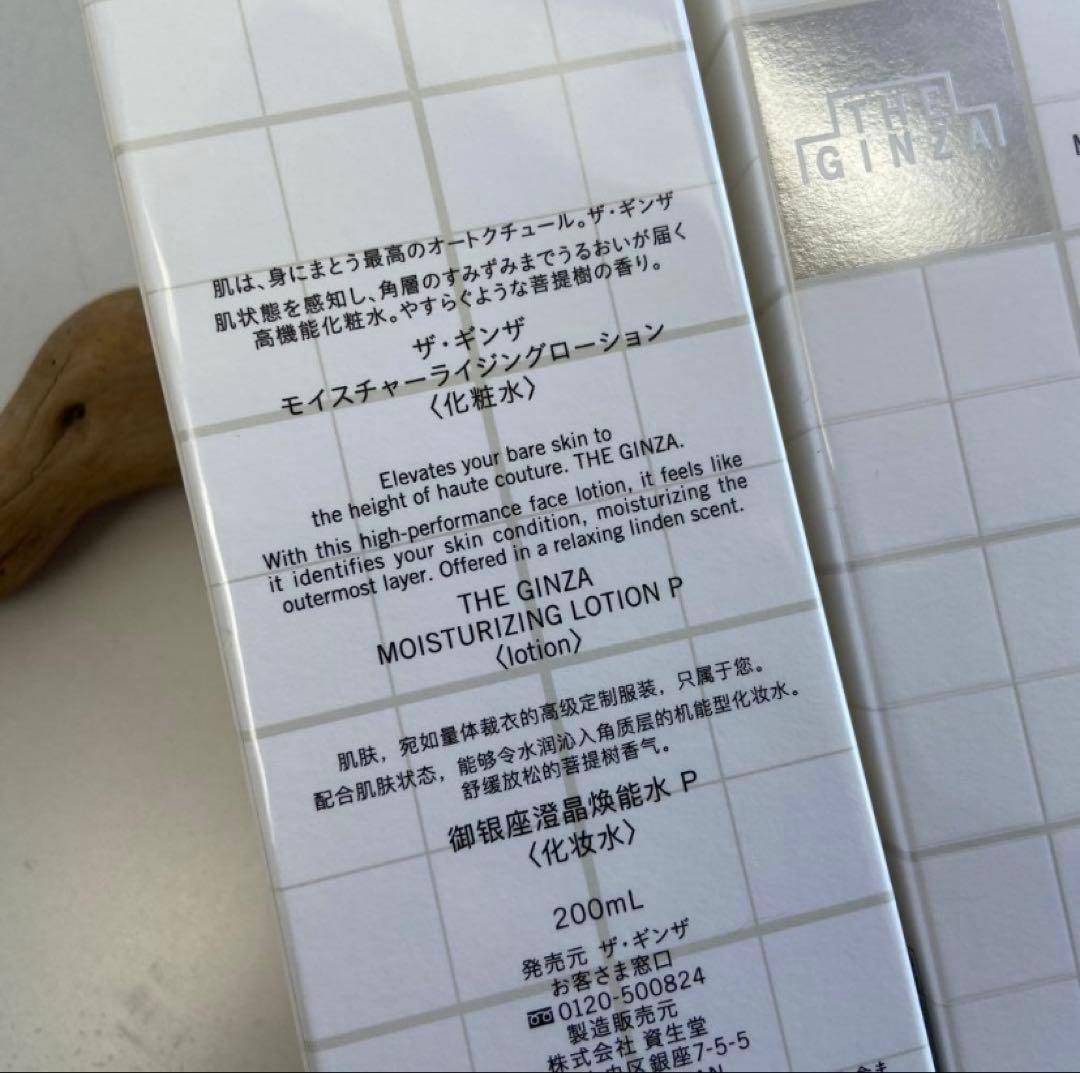 肌は、身にまとう最高のオートクチュール。ザ・ギンザ
肌状態を感知し、角層のすみずみまでうるおいが届く
高機能化粧水。やすらぐような菩提樹の香り。
ザ・ギンザ
モイスチャーライジングローション
〈化粧水〉
Elevates your bare skin to
the height of haute couture. THE GINZA.
With this high-performance face lotion, it feels like
it identifies your skin condition, moisturizing the
outermost layer. Offered in a relaxing linden scent.
THE GINZA
MOISTURIZING LOTION P
〈lotion〉
肌肤，宛如量体裁衣的高级定制服装，只属于您。
配合肌肤状态，能够令水润沁入角质层的机能型化妆水。
舒缓放松的菩提树香气。
御银座澄晶焕能水 P
〈化妆水〉
200mL
発売元 ザ・ギンザ
お客さま窓口
0120-500824
製造販売元
株式会社 資生堂
央区銀座7-5-5
THE
GINZA